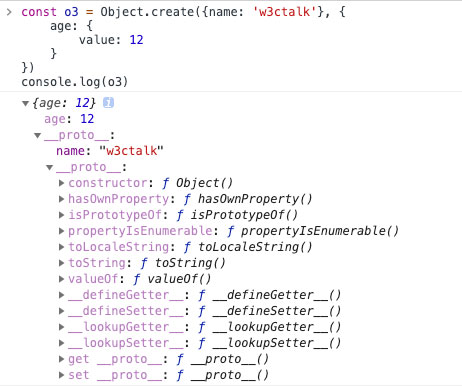 const o3 = Object.create({name: 'w3ctalk'}, {
age: {
value: 12
}
})
console.log(o3)
{age: 12} i
age: 12
__proto__:
name: "w3ctalk"
__proto__:
constructor: ƒ Object()
hasOwnProperty: ƒ hasOwnProperty()
isPrototypeOf: ƒ isPrototypeOf()
propertyIsEnumerable: ƒ propertyIsEnumerable()
toLocaleString: ƒ toLocaleString()
toString: ƒ toString()
valueOf: ƒ valueOf()
__defineGetter__: ƒ __defineGetter__()
__defineSetter__: ƒ __defineSetter__()
__lookupGetter__: ƒ __lookupGetter__()
__lookupSetter__: ƒ __lookupSetter__()
get __proto__: ƒ __proto__()
set __proto__: ƒ __proto__()